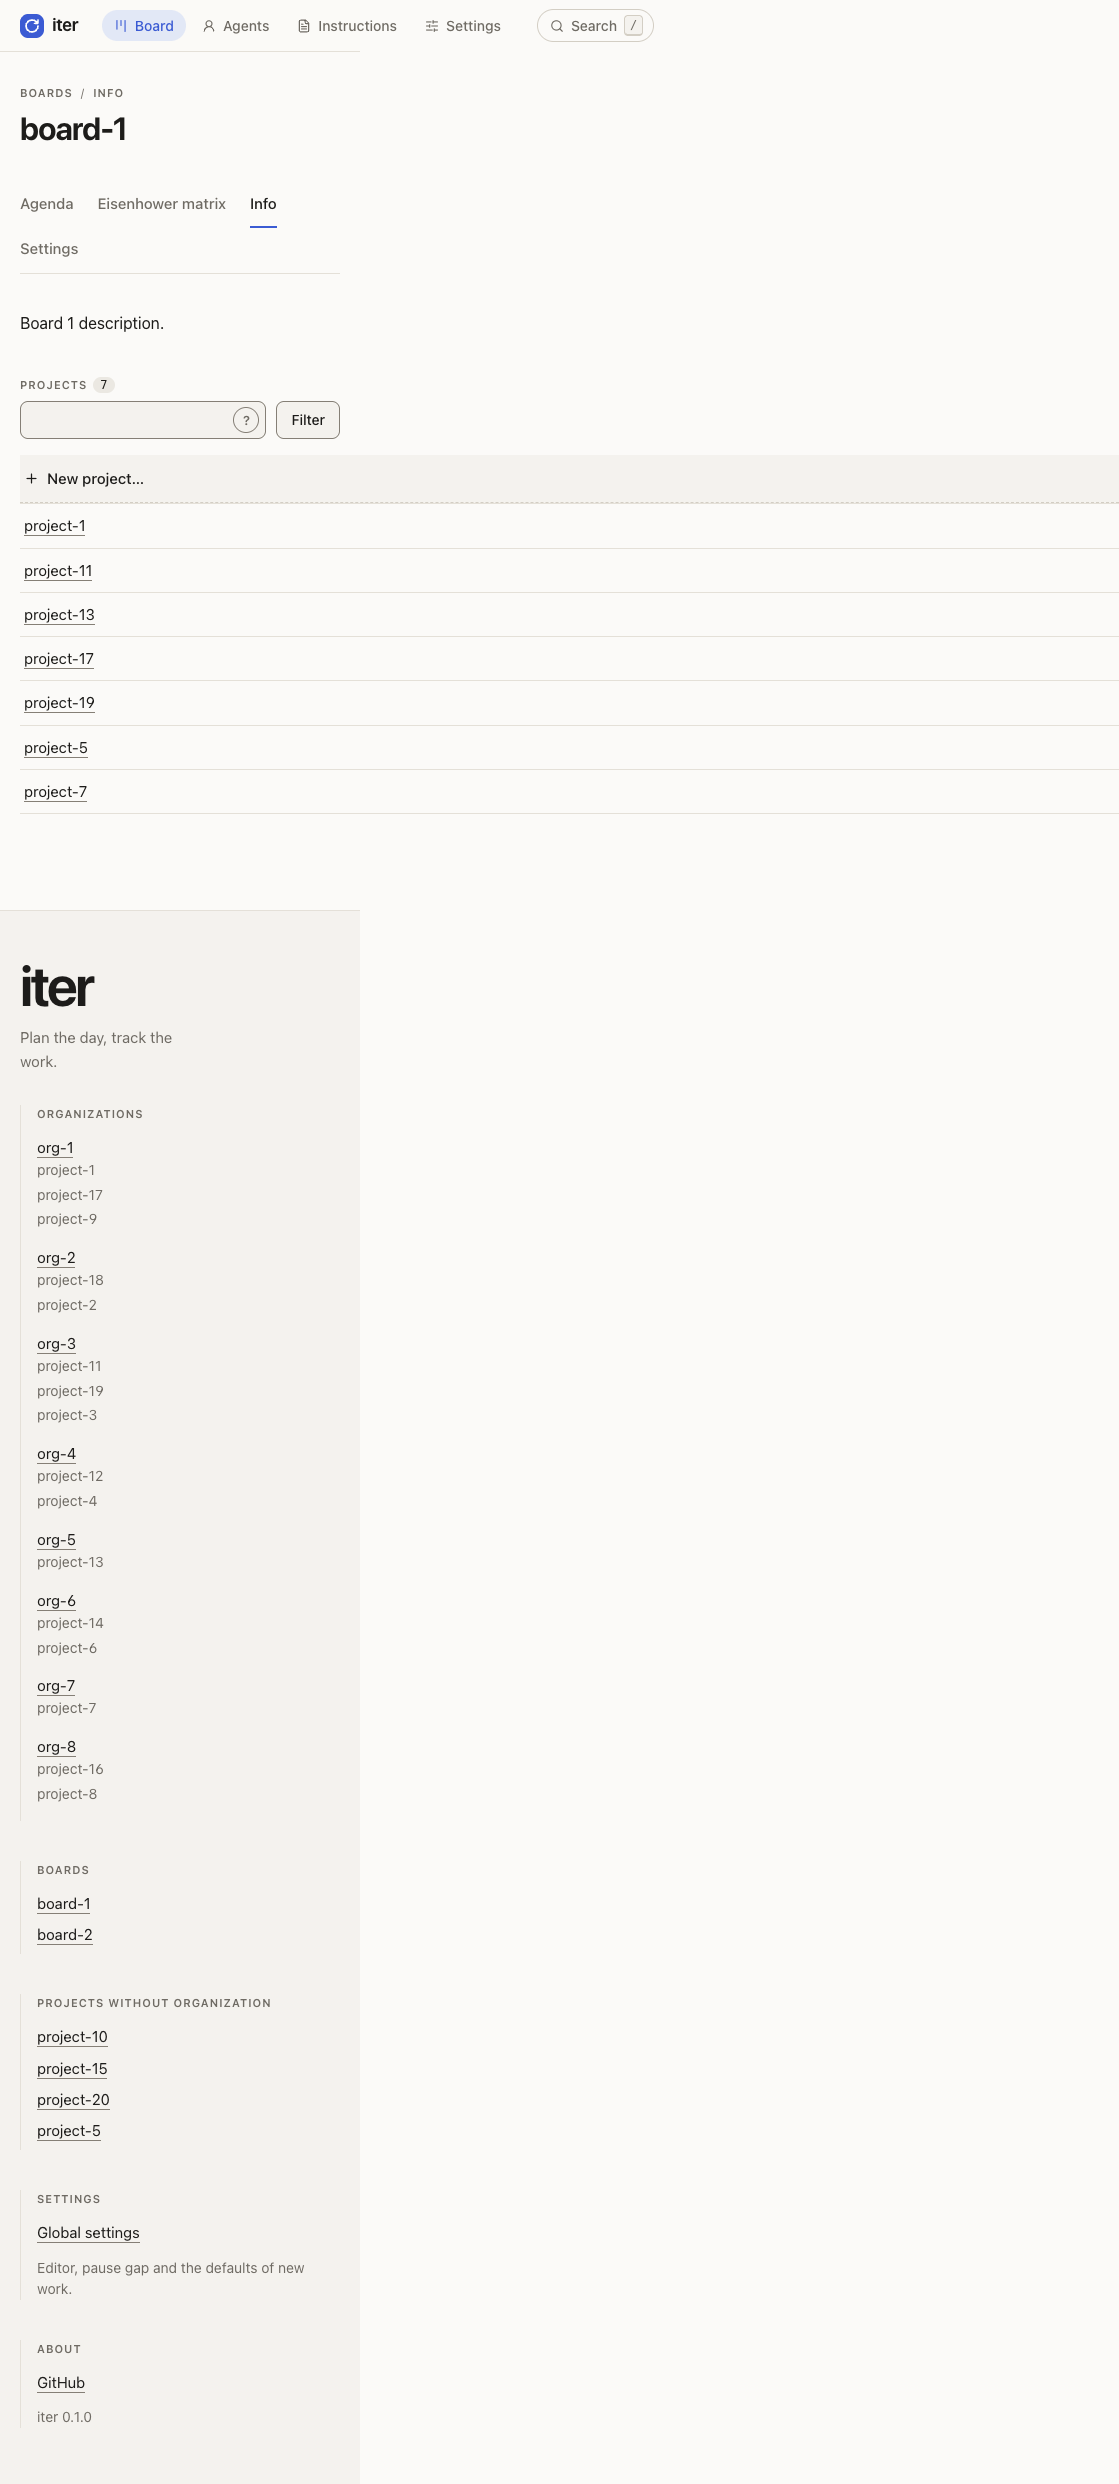 iter Board Agents Instructions Settings Search /
BOARDS / INFO
board-1
Agenda Eisenhower matrix Info
Settings
Board 1 description.
PROJECTS 7
? Filter
+ New project...
project-1
project-11
project-13
project-17
project-19
project-5
project-7
iter
Plan the day, track the
work.
ORGANIZATIONS
org-1
project-1
project-17
project-9
org-2
project-18
project-2
org-3
project-11
project-19
project-3
org-4
project-12
project-4
org-5
project-13
org-6
project-14
project-6
org-7
project-7
org-8
project-16
project-8
BOARDS
board-1
board-2
PROJECTS WITHOUT ORGANIZATION
project-10
project-15
project-20
project-5
SETTINGS
Global settings
Editor, pause gap and the defaults of new
work.
ABOUT
GitHub
iter 0.1.0